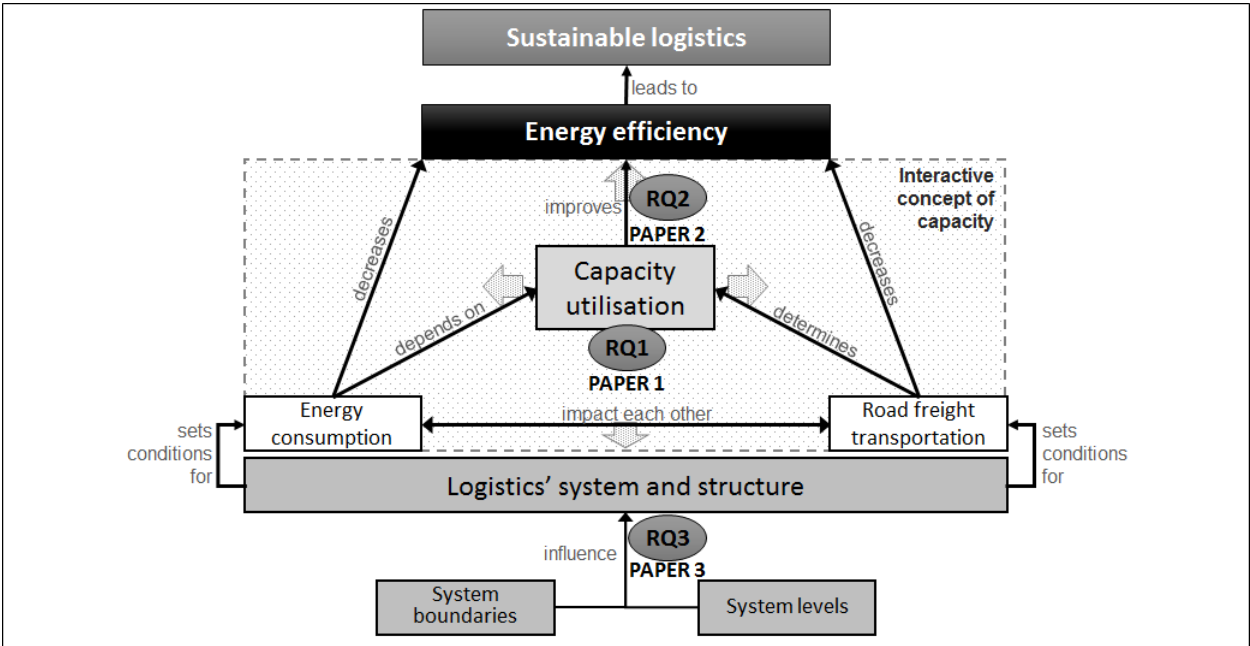 Sustainable logistics
leads to
Energy efficiency
Interactive
concept of
capacity
improves
RQ2
PAPER 2
decreases
decreases
Capacity
utilisation
depends on
determines
RQ1
PAPER 1
Energy
consumption
impact each other
Road freight
transportation
sets
conditions
for
sets
conditions
for
Logistics' system and structure
influence
RQ3
PAPER 3
System
boundaries
System levels